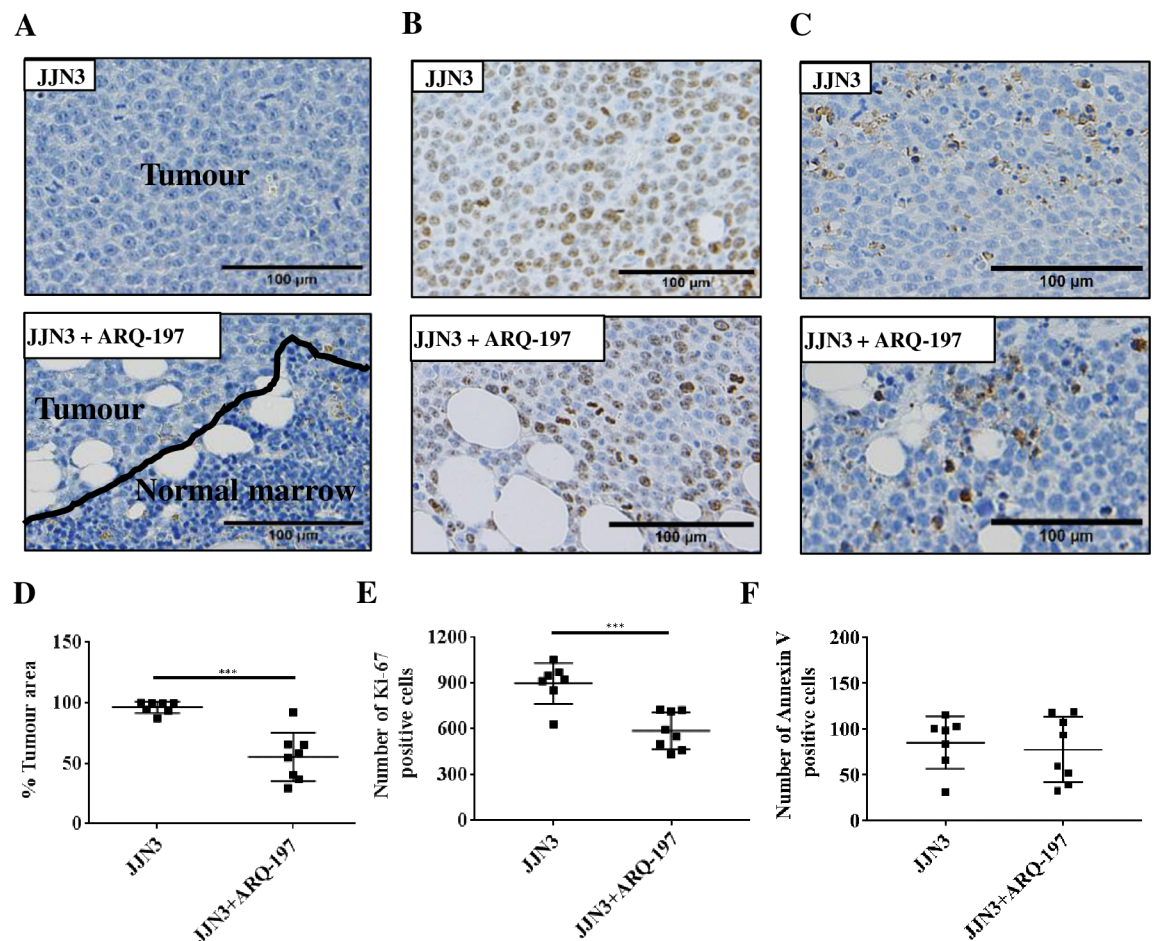 A
B
C
JJN3
JJN3
JJN3
Tumour
100 µm
100 µm
100 µm
JJN3 + ARQ-197
JJN3 + ARQ-197
JJN3 + ARQ-197
Tumour
Normal marrow
100 µm
100 µm
100 µm
D
E
F
% Tumour area
150
100
50
0
***
JJN3
JJN3+ARQ-197
Number of Ki-67
positive cells
1200
900
600
300
0
***
JJN3
JJN3+ARQ-197
Number of Annexin V
positive cells
200
150
100
50
0
JJN3
JJN3+ARQ-197